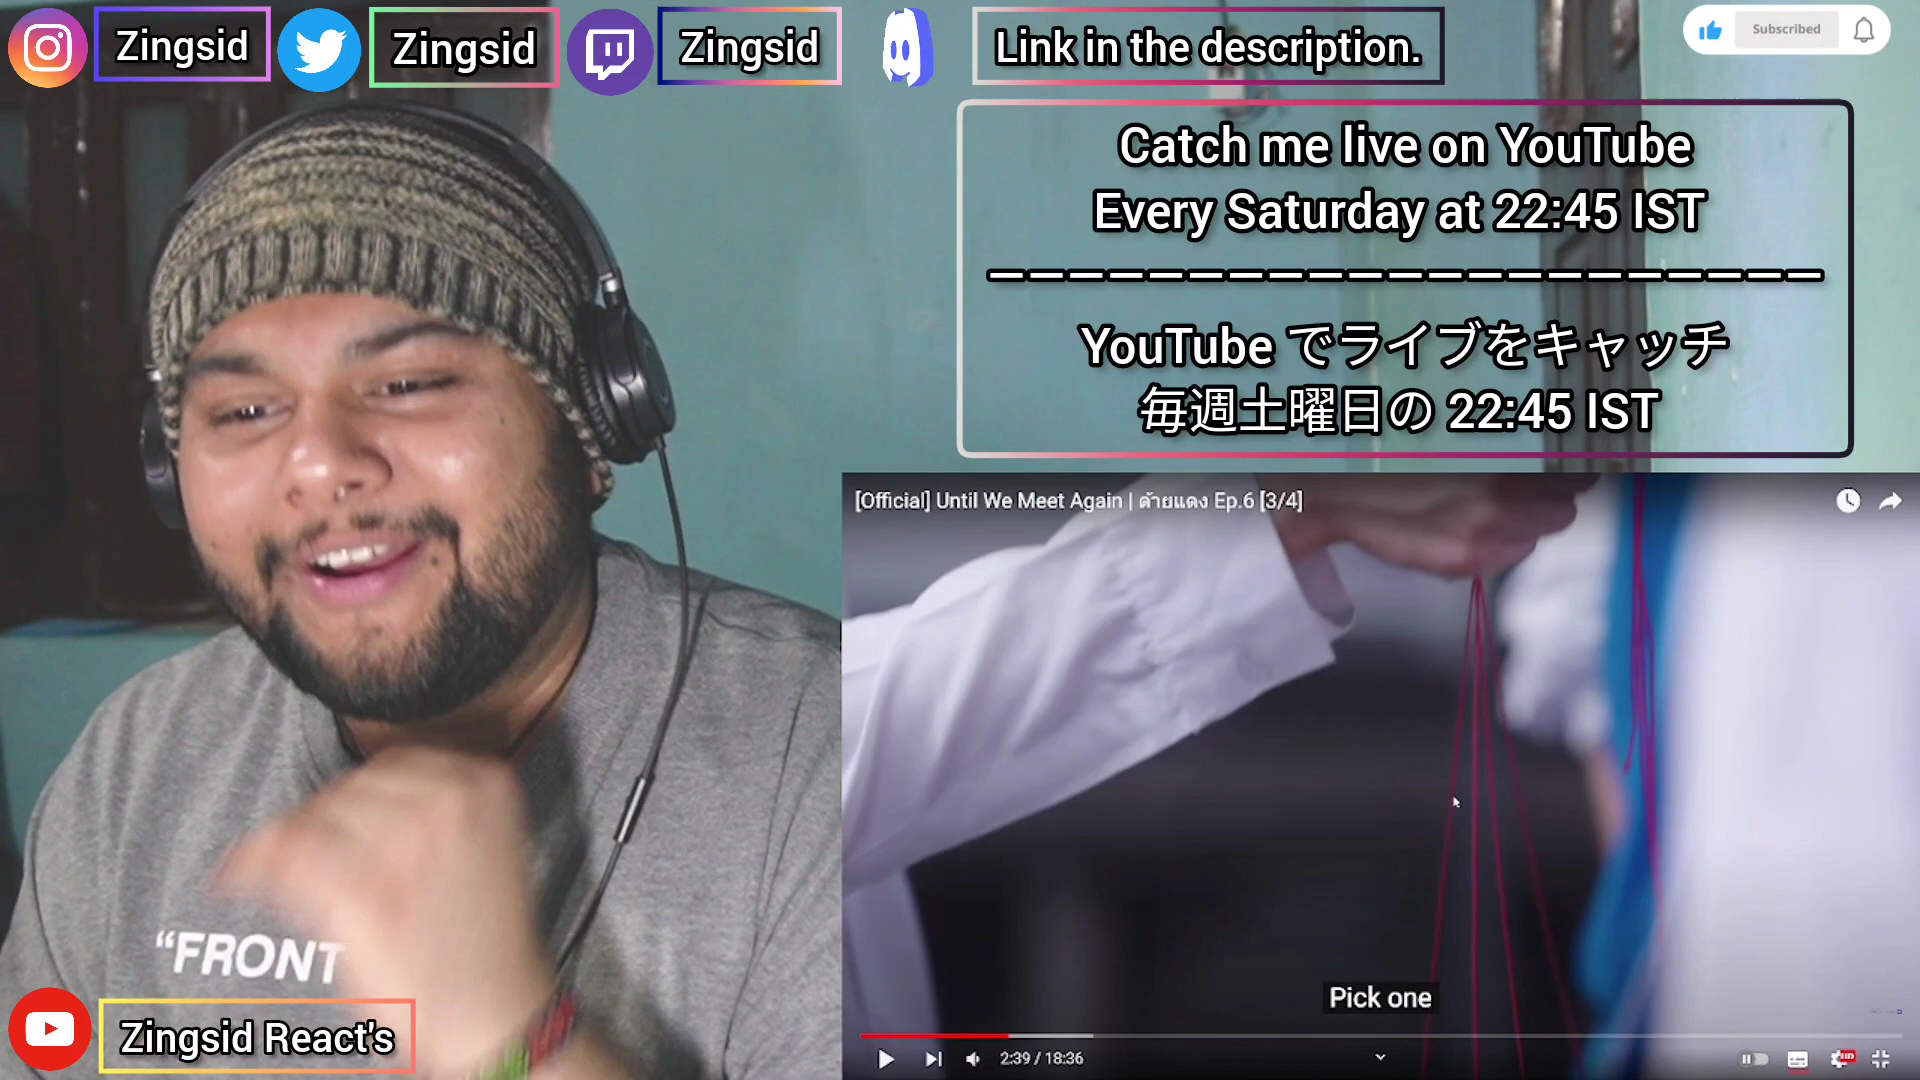 Zingsid
Zingsid
Zingsid
Link in the description.
Subscribed
Catch me live on YouTube
Every Saturday at 22:45 IST
YouTube でライブをキャッチ
毎週土曜日の 22:45 IST
[Official] Until We Meet Again | ด้ายแดง Ep.6 [3/4]
"FRONT
Pick one
Zingsid React's
2:39 / 18:36
HD